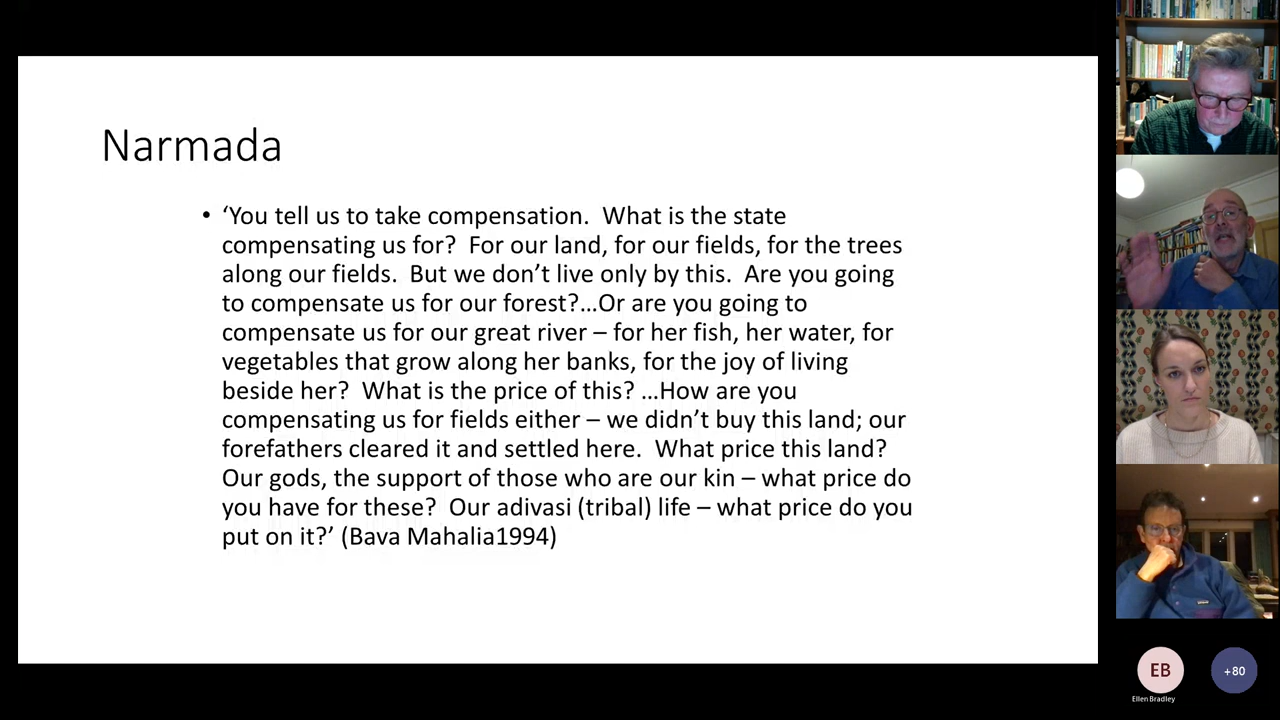 Narmada
• ‘You tell us to take compensation.  What is the state
compensating us for?  For our land, for our fields, for the trees
along our fields.  But we don’t live only by this.  Are you going
to compensate us for our forest?…Or are you going to
compensate us for our great river – for her fish, her water, for
vegetables that grow along her banks, for the joy of living
beside her?  What is the price of this? …How are you
compensating us for fields either – we didn’t buy this land; our
forefathers cleared it and settled here.  What price this land?
Our gods, the support of those who are our kin – what price do
you have for these?  Our adivasi (tribal) life – what price do you
put on it?’ (Bava Mahalia1994)
EB
+80
Ellen Bradley